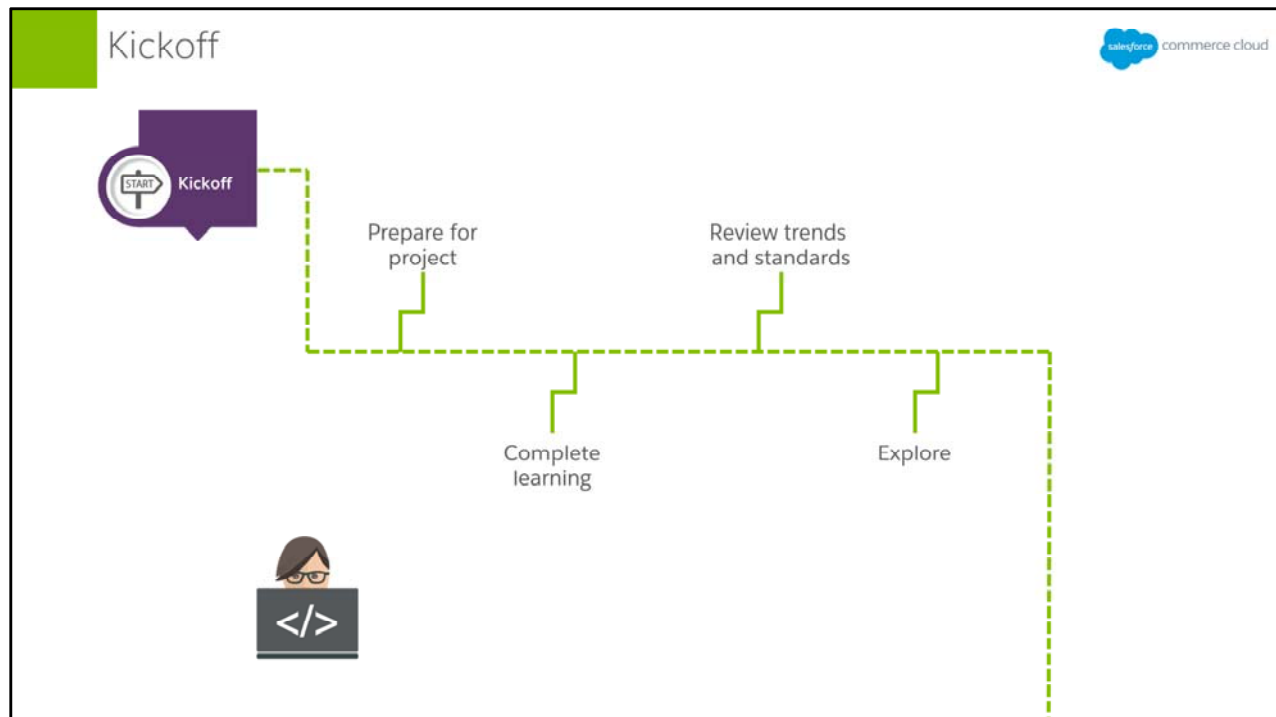 Kickoff
salesforce commerce cloud
START
Kickoff
Prepare for
project
Review trends
and standards
Complete
learning
Explore
</>